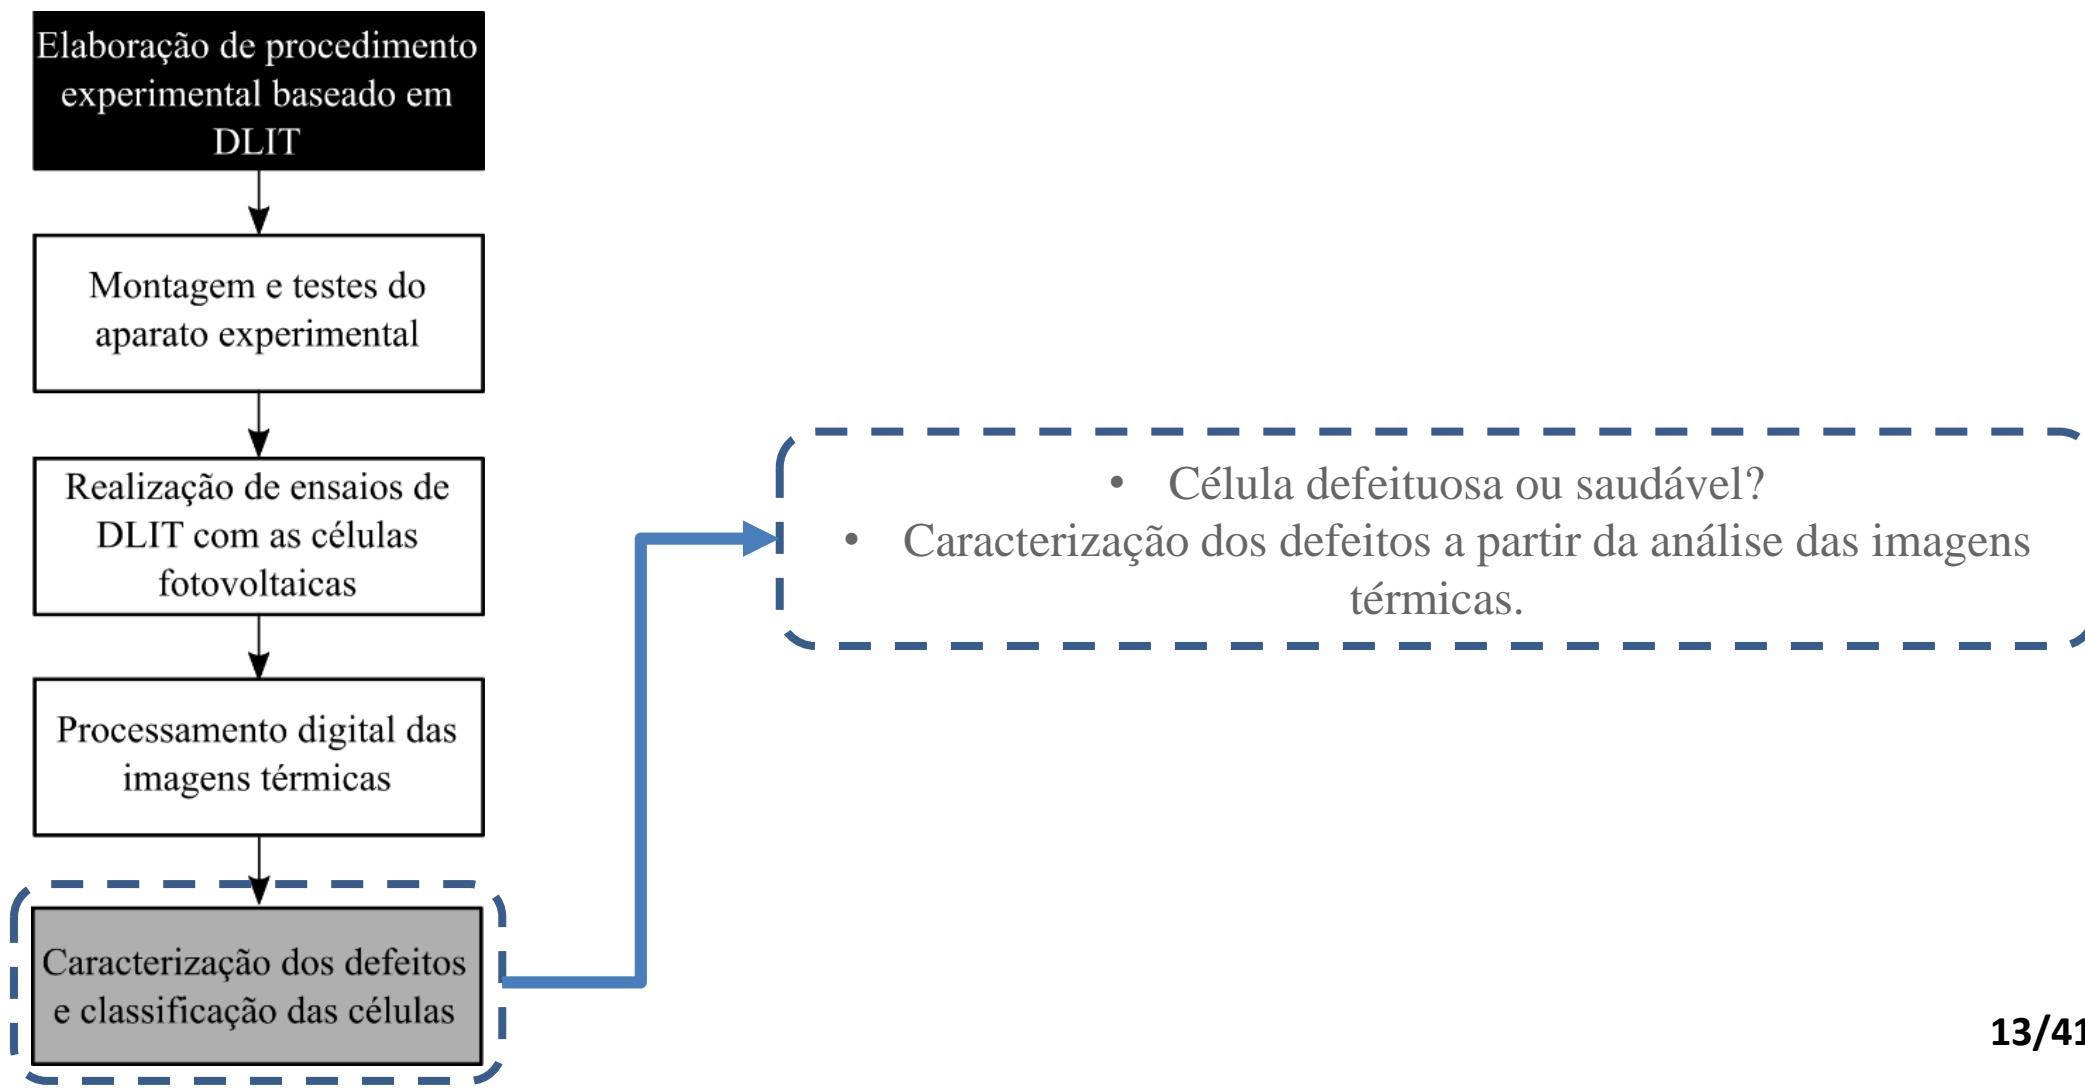 Elaboração de procedimento
experimental baseado em
DLIT
Montagem e testes do
aparato experimental
Realização de ensaios de
DLIT com as células
fotovoltaicas
Processamento digital das
imagens térmicas
Caracterização dos defeitos
e classificação das células
• Célula defeituosa ou saudável?
• Caracterização dos defeitos a partir da análise das imagens
térmicas.
13/41